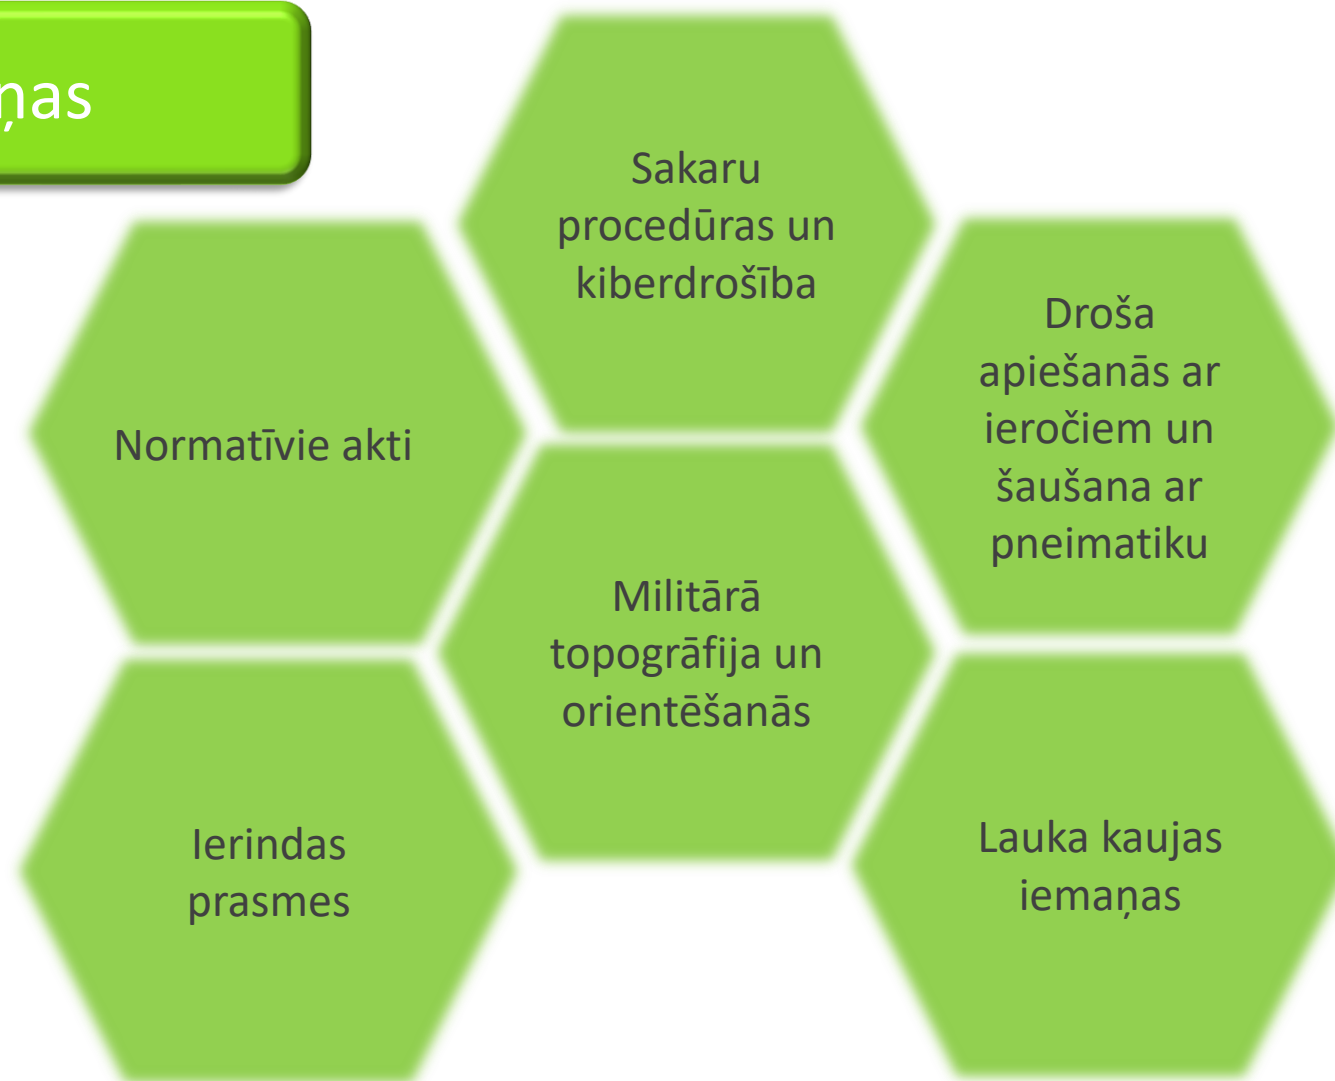 ņas
Sakaru
procedūras un
kiberdrošība
Droša
apiešanās ar
ieročiem un
šaušana ar
pneimatiku
Normatīvie akti
Militārā
topogrāfija un
orientēšanās
Ierindas
prasmes
Lauka kaujas
iemaņas